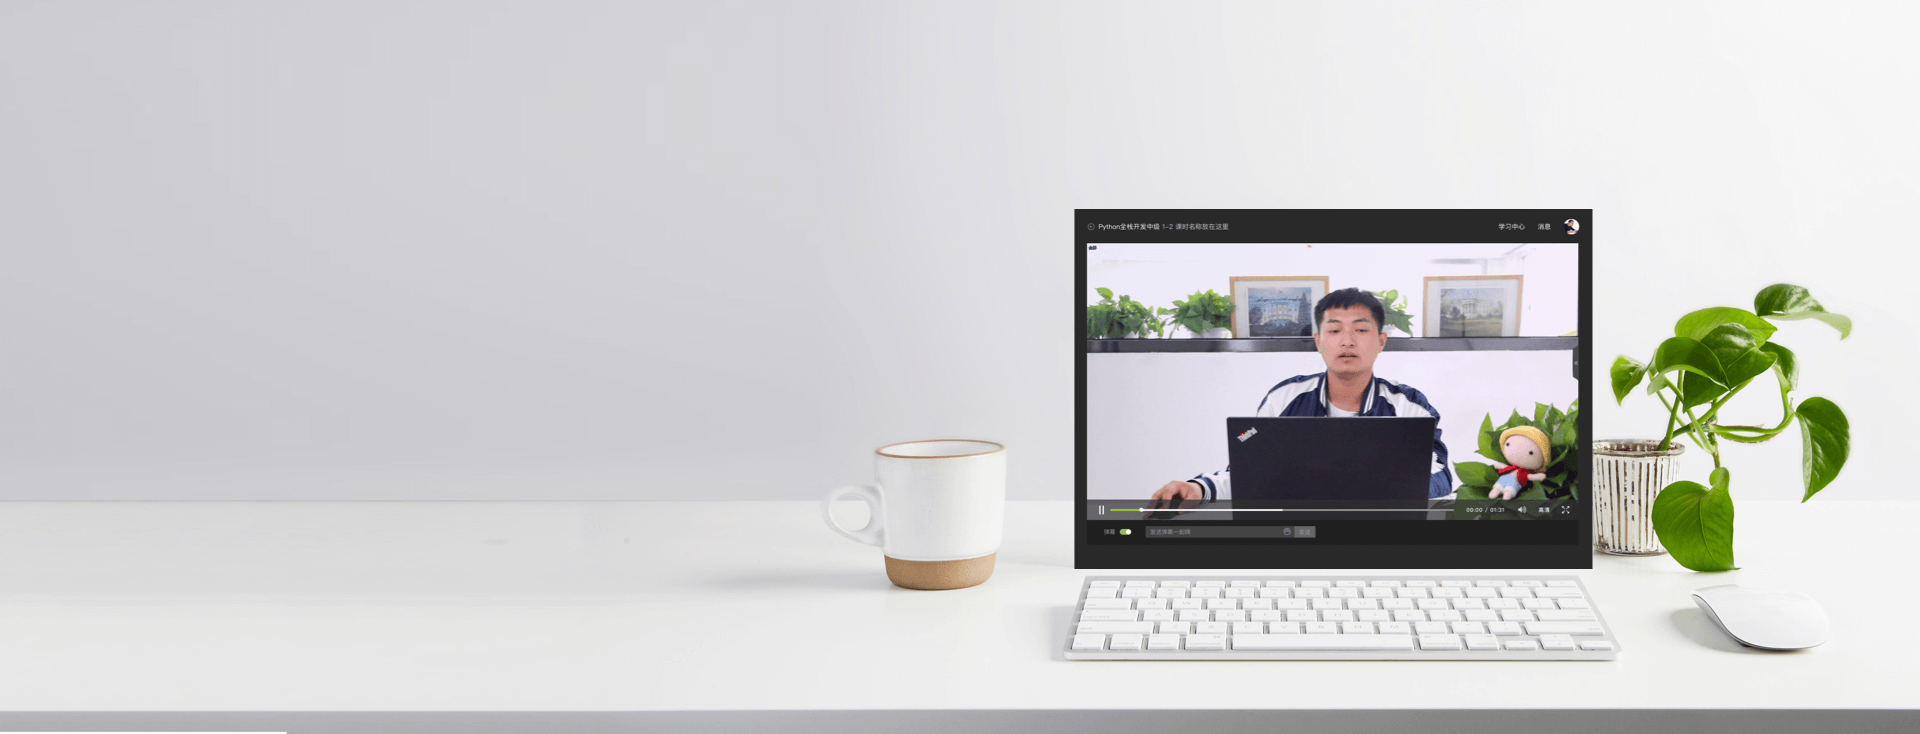 Python全栈开发中级 1-2 课时名称放在这里
学习中心 消息
ThinkPad
00:00 / 01:31 高清
弹幕 发送弹幕一起嗨 发送